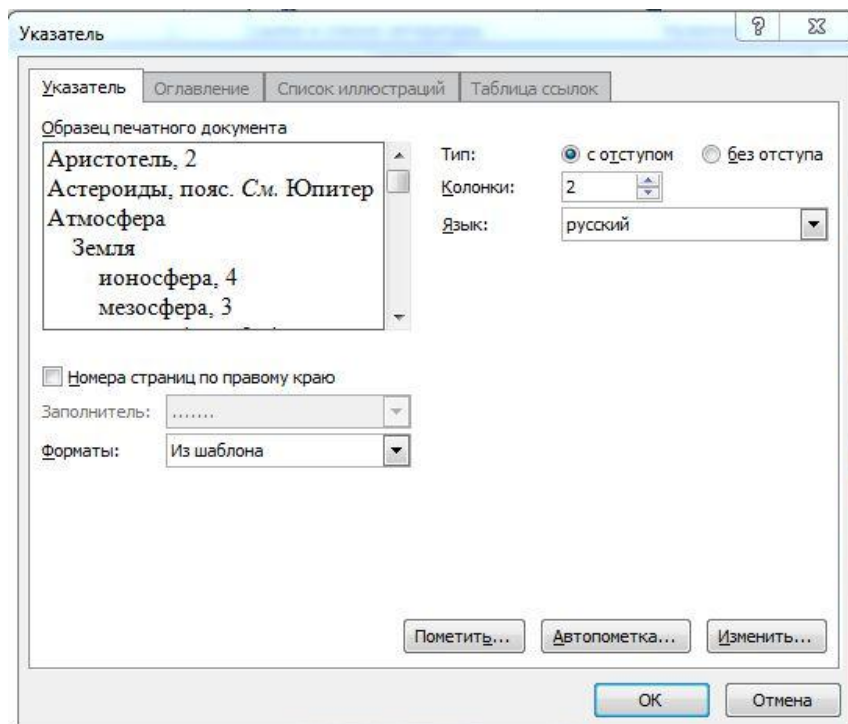 Указатель
Указатель Оглавление Список иллюстраций Таблица ссылок
Образец печатного документа
Аристотель, 2
Астероиды, пояс. См. Юпитер
Атмосфера
Земля
ионосфера, 4
мезосфера, 3
Тип: с отступом без отступа
Колонки: 2
Язык: русский
Номера страниц по правому краю
Заполнитель: .......
Форматы: Из шаблона
Пометить... Автопометка... Изменить...
ОК Отмена